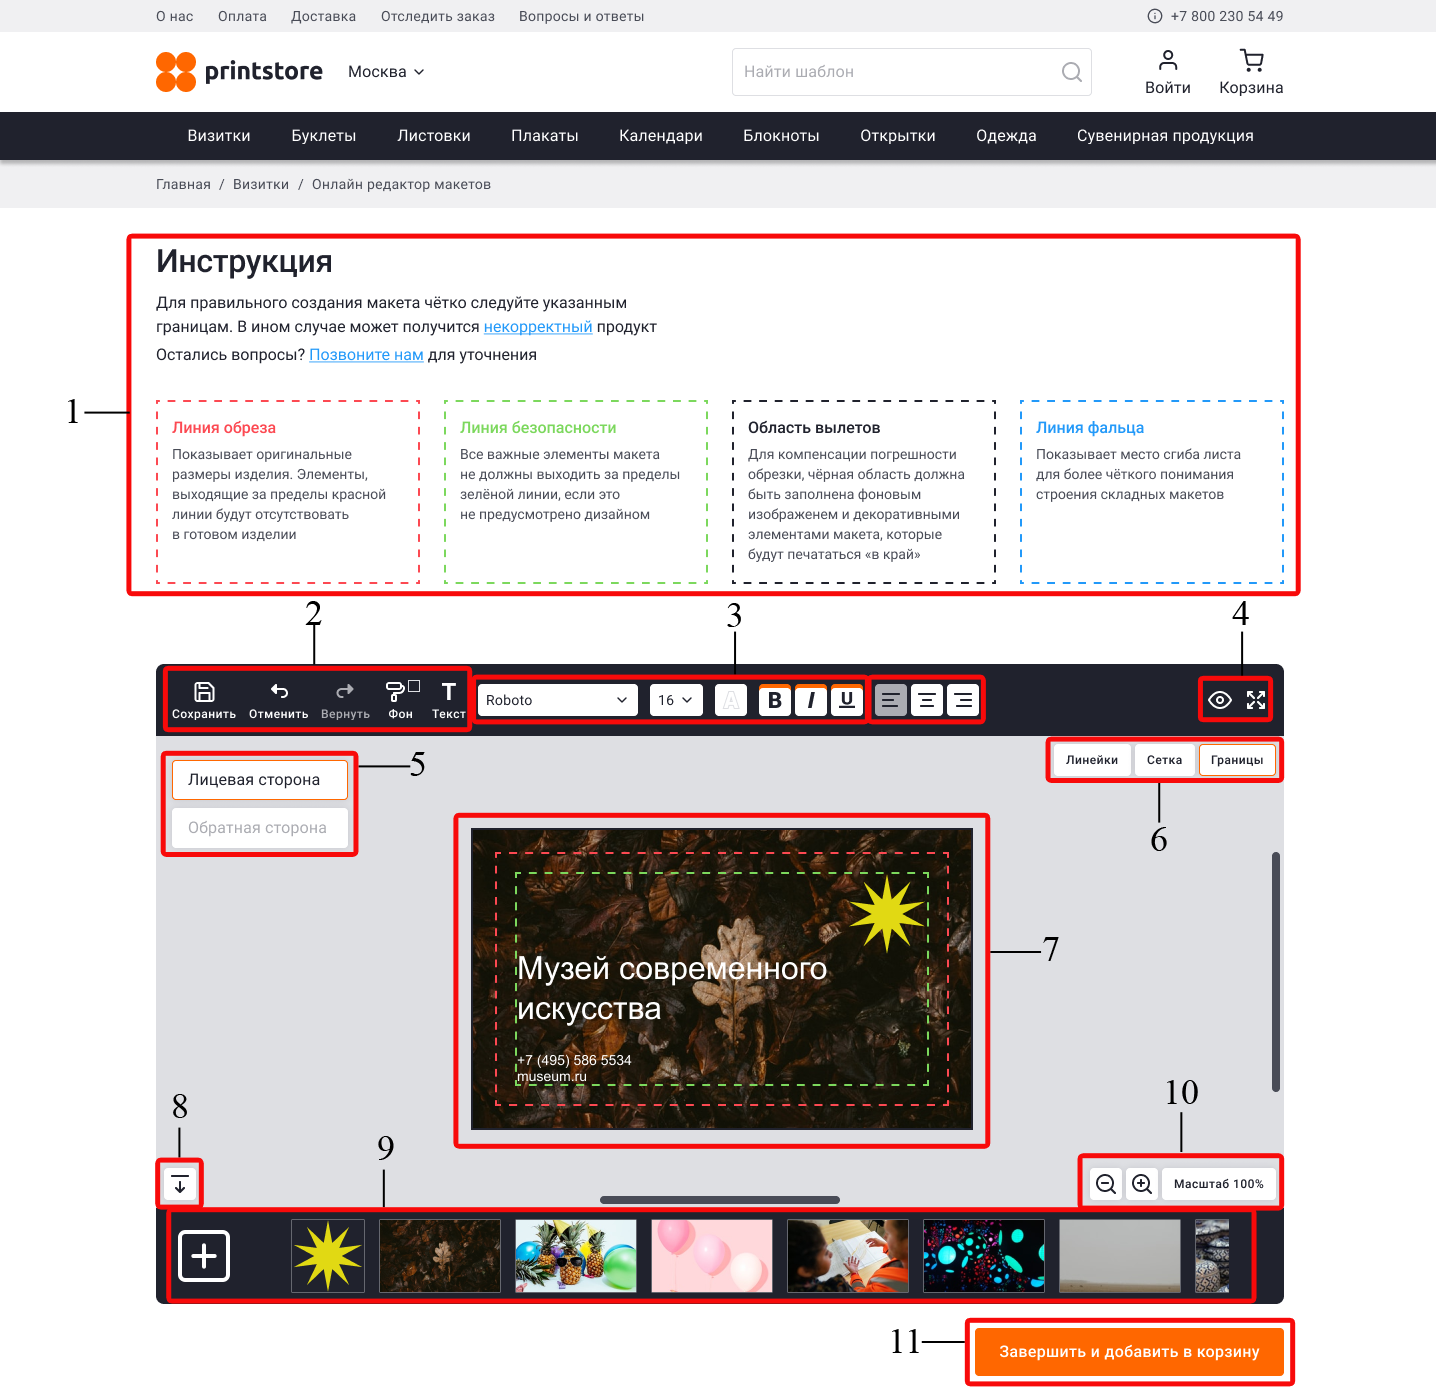 О нас Оплата Доставка Отследить заказ Вопросы и ответы +7 800 230 54 49
printstore Москва Найти шаблон Войти Корзина
Визитки Буклеты Листовки Плакаты Календари Блокноты Открытки Одежда Сувенирная продукция
Главная / Визитки / Онлайн редактор макетов
Инструкция
Для правильного создания макета чётко следуйте указанным
границам. В ином случае может получится некорректный продукт
Остались вопросы? Позвоните нам для уточнения
1
Линия обреза
Показывает оригинальные
размеры изделия. Элементы,
выходящие за пределы красной
линии будут отсутствовать
в готовом изделии
Линия безопасности
Все важные элементы макета
не должны выходить за пределы
зелёной линии, если это
не предусмотрено дизайном
Область вылетов
Для компенсации погрешности
обрезки, чёрная область должна
быть заполнена фоновым
изображенем и декоративными
элементами макета, которые
будут печататься «в край»
Линия фальца
Показывает место сгиба листа
для более чёткого понимания
строения складных макетов
2 3 4
Сохранить Отменить Вернуть Фон T Текст Roboto 16 A B I U
5
Лицевая сторона
Обратная сторона
Линейки Сетка Границы
6
Музей современного
искусства
+7 (495) 586 5534
museum.ru
7
8
9
10
Масштаб 100%
11
Завершить и добавить в корзину